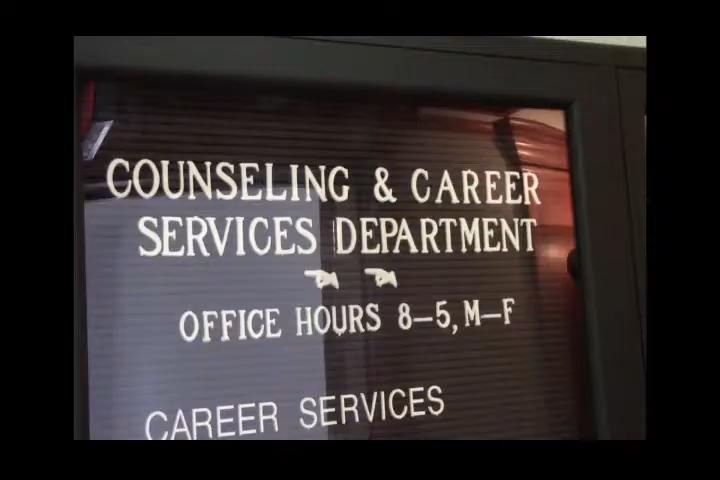 COUNSELING & CAREER
SERVICES DEPARTMENT
OFFICE HOURS 8–5, M–F
CAREER SERVICES